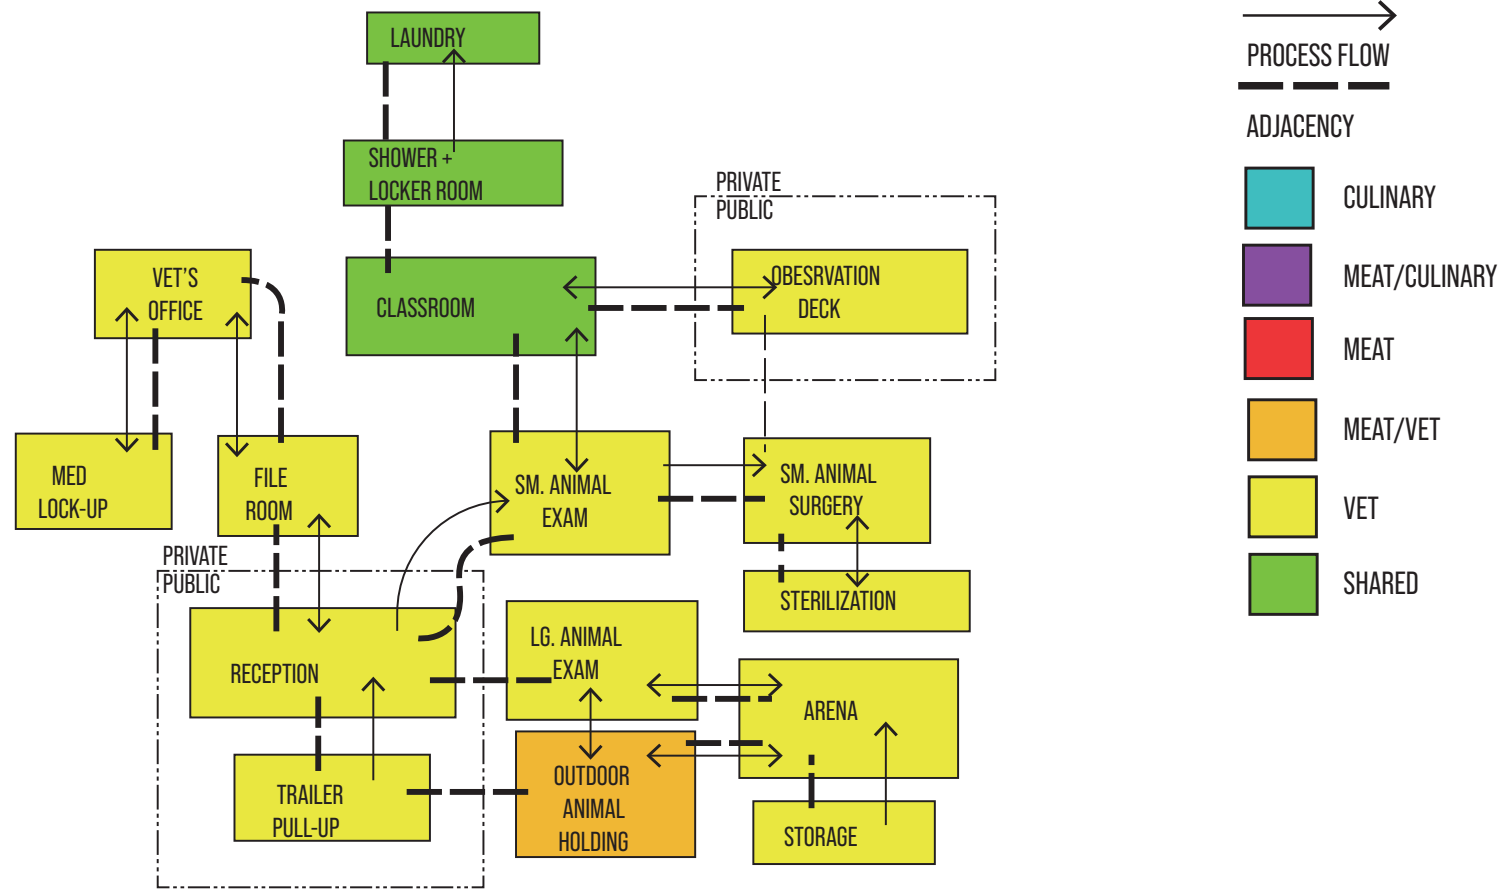 LAUNDRY
SHOWER +
LOCKER ROOM
PRIVATE
PUBLIC
VET'S
OFFICE
CLASSROOM
OBESRVATION
DECK
MED
LOCK-UP
FILE
ROOM
SM. ANIMAL
EXAM
SM. ANIMAL
SURGERY
PRIVATE
PUBLIC
STERILIZATION
RECEPTION
LG. ANIMAL
EXAM
ARENA
TRAILER
PULL-UP
OUTDOOR
ANIMAL
HOLDING
STORAGE
PROCESS FLOW
ADJACENCY
CULINARY
MEAT/CULINARY
MEAT
MEAT/VET
VET
SHARED